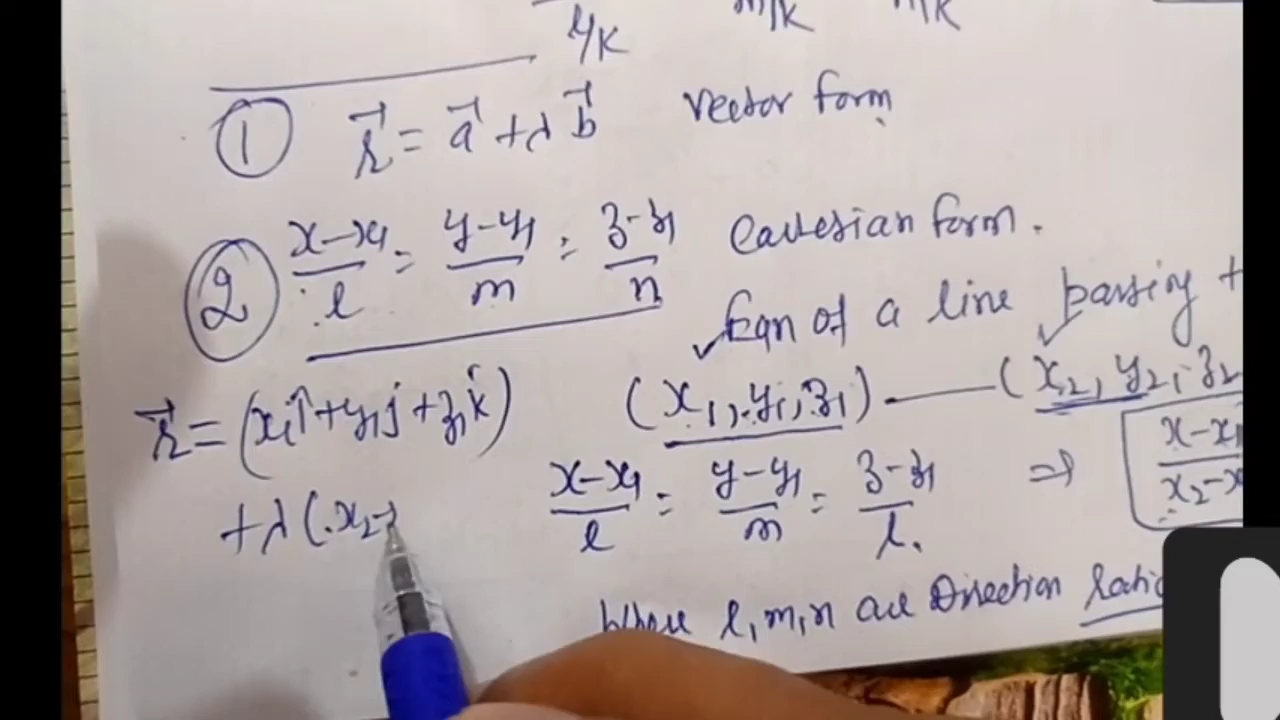 y/k m/k n/k
① r⃗ = a⃗ + λ b⃗ vector form
② x-x₁/l = y-y₁/m = z-z₁/n Cartesian form.
Eqn of a line passing t
r⃗ = (x₁î + y₁ĵ + z₁k̂) (x₁, y₁, z₁) — (x₂, y₂, z₂
+ λ (x₂- x-x₁/l = y-y₁/m = z-z₁/l. ⇒ x-x₁/x₂-x
where l, m, n are Direction Ratio